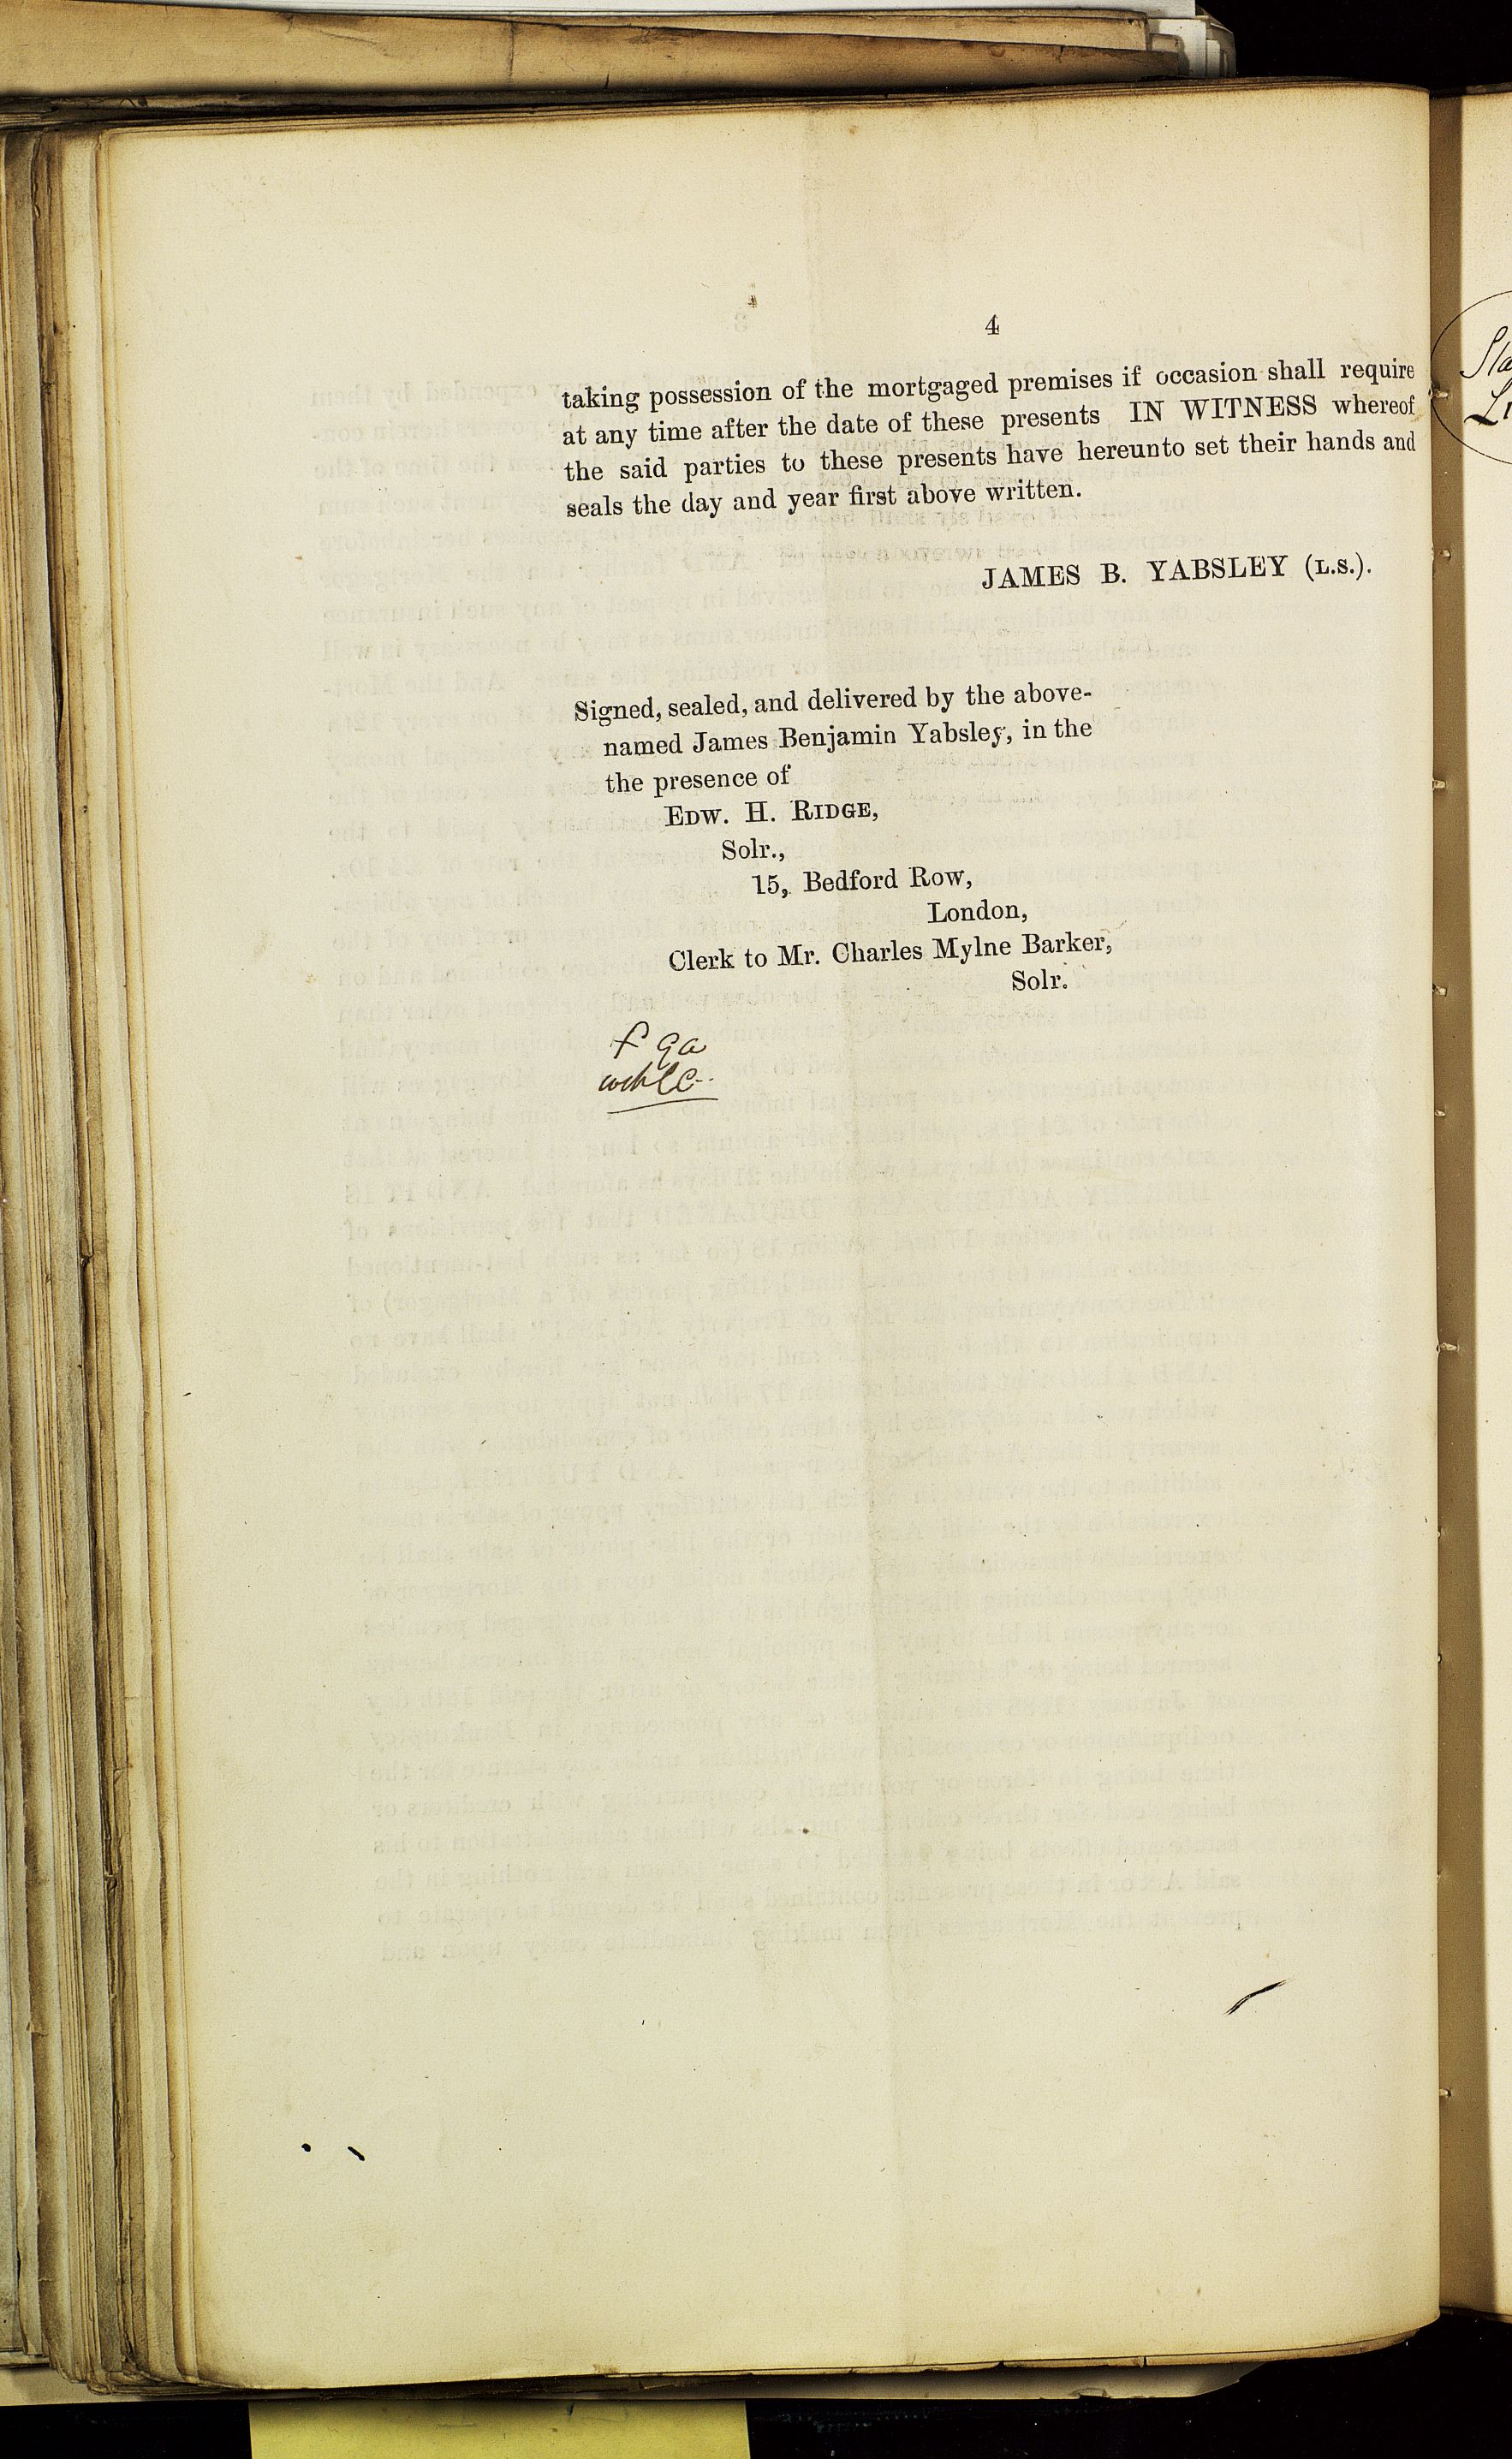 4
taking possession of the mortgaged premises if occasion shall require
at any time after the date of these presents IN WITNESS whereof
the said parties to these presents have hereunto set their hands and
seals the day and year first above written.
JAMES B. YABSLEY (L.S.).
Signed, sealed, and delivered by the above-
named James Benjamin Yabsley, in the
the presence of
EDW. H. RIDGE,
Solr.,
15, Bedford Row,
London,
Clerk to Mr. Charles Mylne Barker,
Solr.